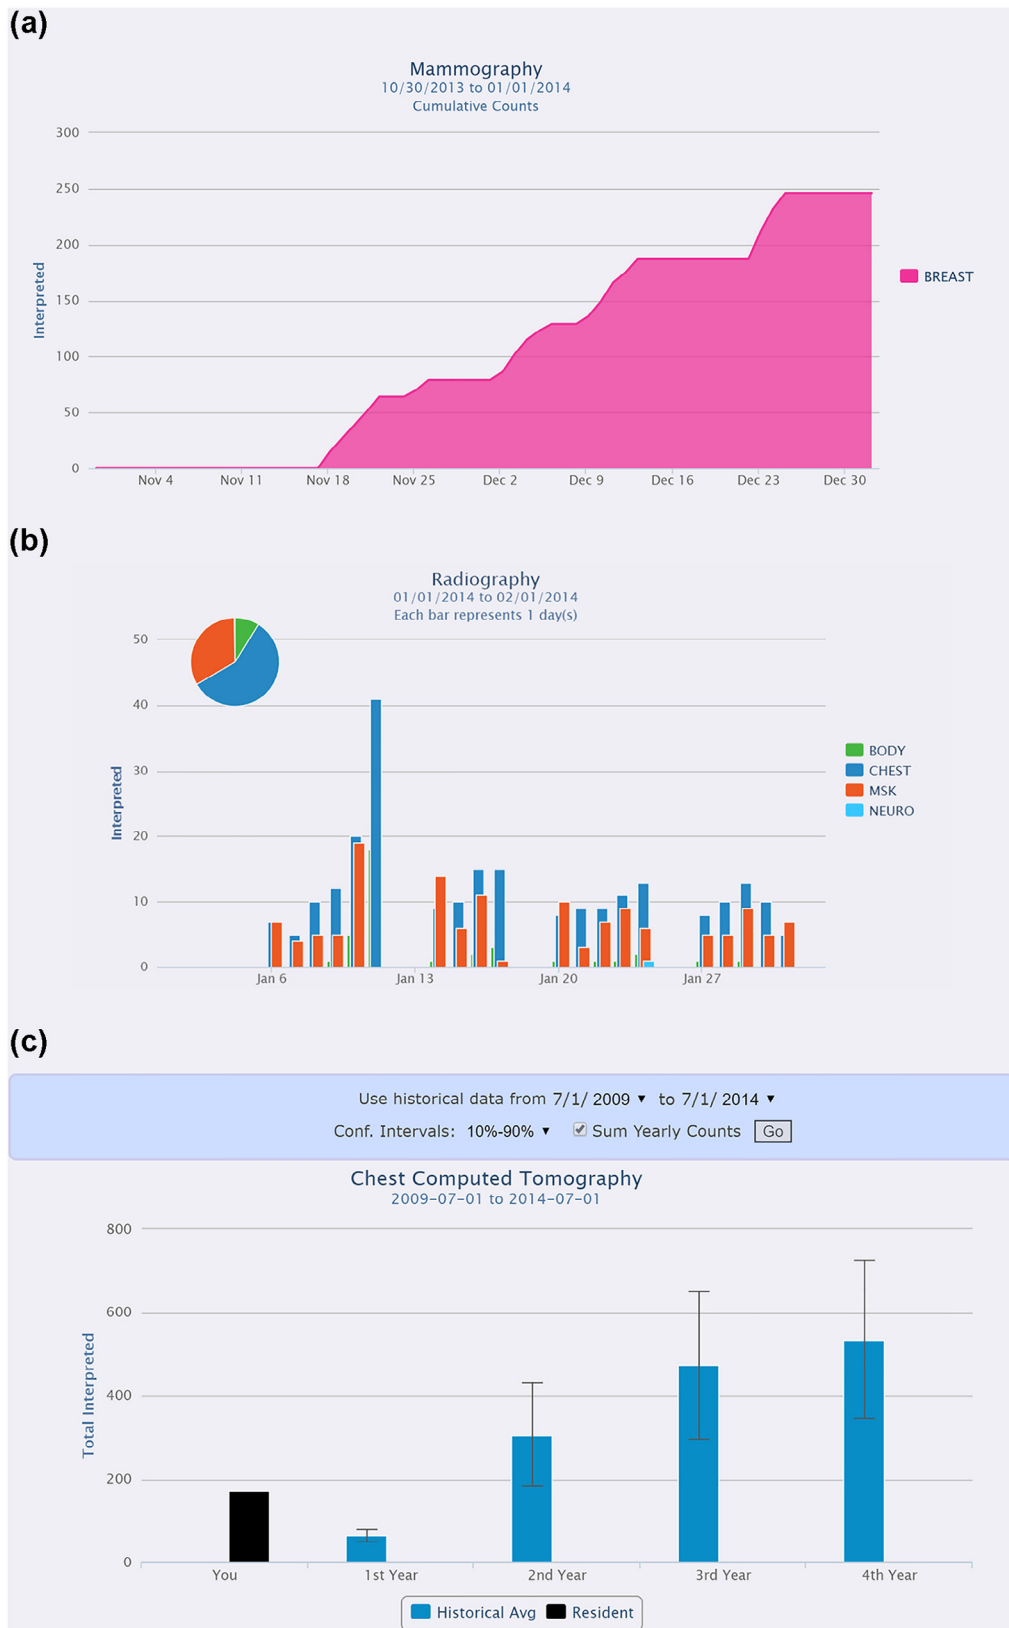 (a)
Mammography
10/30/2013 to 01/01/2014
Cumulative Counts
300
250
200
150
100
50
0
Interpreted
BREAST
Nov 4 Nov 11 Nov 18 Nov 25 Dec 2 Dec 9 Dec 16 Dec 23 Dec 30
(b)
Radiography
01/01/2014 to 02/01/2014
Each bar represents 1 day(s)
50
40
30
20
10
0
Interpreted
BODY
CHEST
MSK
NEURO
Jan 6 Jan 13 Jan 20 Jan 27
(c)
Use historical data from 7/1/ 2009 ▼ to 7/1/ 2014 ▼
Conf. Intervals: 10%-90% ▼ Sum Yearly Counts Go
Chest Computed Tomography
2009-07-01 to 2014-07-01
800
600
400
200
0
Total Interpreted
You 1st Year 2nd Year 3rd Year 4th Year
Historical Avg Resident